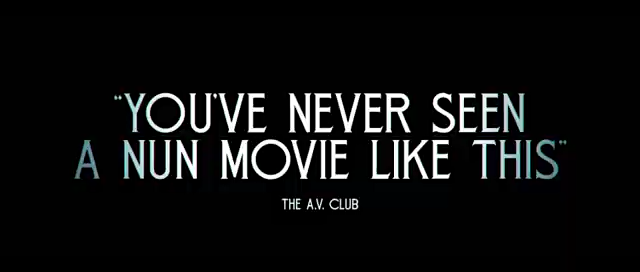 “YOU'VE NEVER SEEN
A NUN MOVIE LIKE THIS”
THE A.V. CLUB